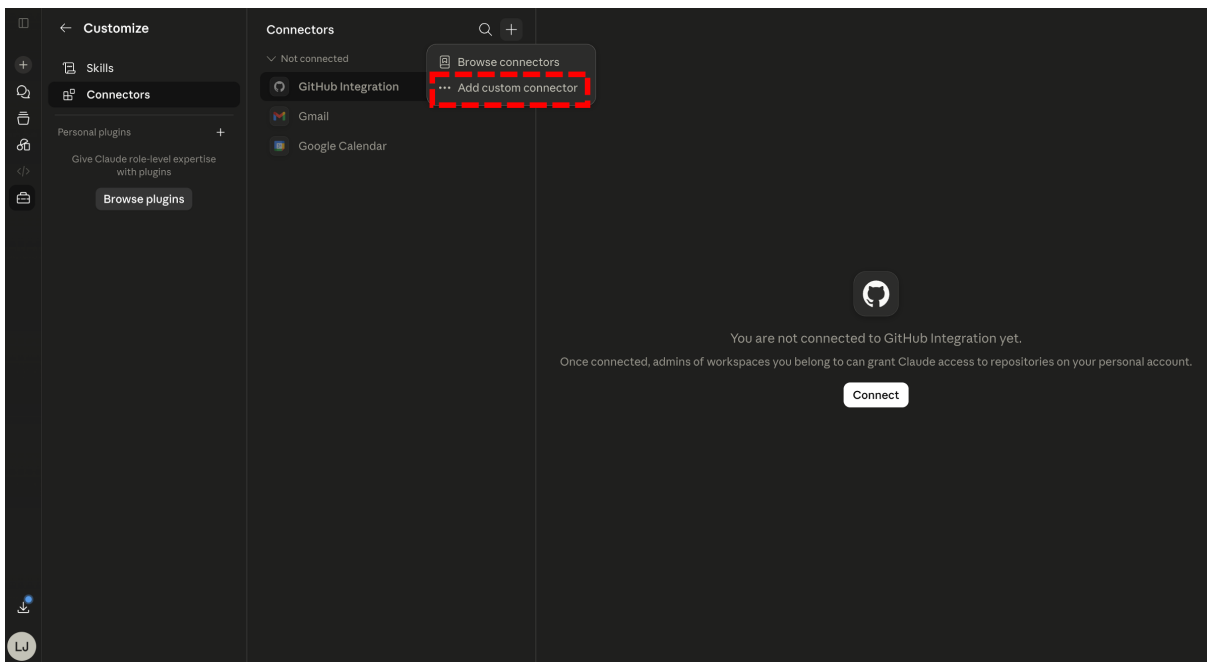 Customize
Skills
Connectors
Personal plugins
Give Claude role-level expertise
with plugins
Browse plugins
Connectors
Not connected
GitHub Integration
Gmail
Google Calendar
Browse connectors
Add custom connector
You are not connected to GitHub Integration yet.
Once connected, admins of workspaces you belong to can grant Claude access to repositories on your personal account.
Connect
LJ